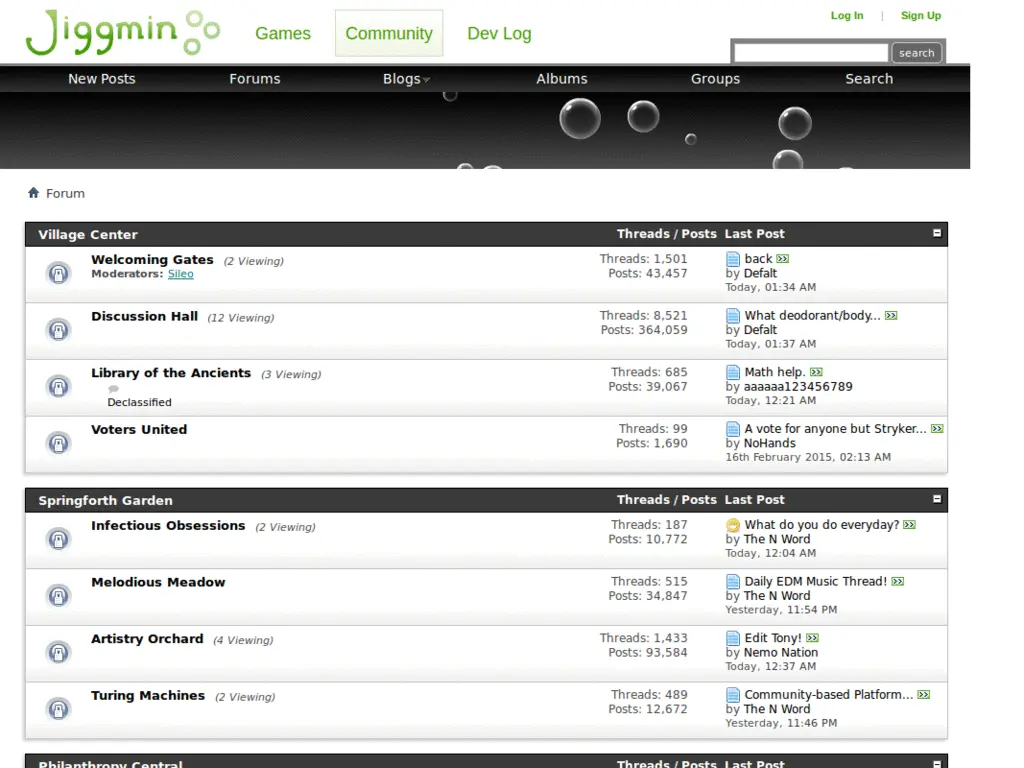 Jiggmin
Games
Community
Dev Log
Log In | Sign Up
search
New Posts
Forums
Blogs
Albums
Groups
Search
Forum
Village Center Threads / Posts Last Post
Welcoming Gates (2 Viewing)
Moderators: Sileo
Threads: 1,501
Posts: 43,457
back
by Defalt
Today, 01:34 AM
Discussion Hall (12 Viewing)
Threads: 8,521
Posts: 364,059
What deodorant/body...
by Defalt
Today, 01:37 AM
Library of the Ancients (3 Viewing)
Declassified
Threads: 685
Posts: 39,067
Math help.
by aaaaaa123456789
Today, 12:21 AM
Voters United
Threads: 99
Posts: 1,690
A vote for anyone but Stryker...
by NoHands
16th February 2015, 02:13 AM
Springforth Garden Threads / Posts Last Post
Infectious Obsessions (2 Viewing)
Threads: 187
Posts: 10,772
What do you do everyday?
by The N Word
Today, 12:04 AM
Melodious Meadow
Threads: 515
Posts: 34,847
Daily EDM Music Thread!
by The N Word
Yesterday, 11:54 PM
Artistry Orchard (4 Viewing)
Threads: 1,433
Posts: 93,584
Edit Tony!
by Nemo Nation
Today, 12:37 AM
Turing Machines (2 Viewing)
Threads: 489
Posts: 12,672
Community-based Platform...
by The N Word
Yesterday, 11:46 PM
Philanthropy Central Threads / Posts Last Post